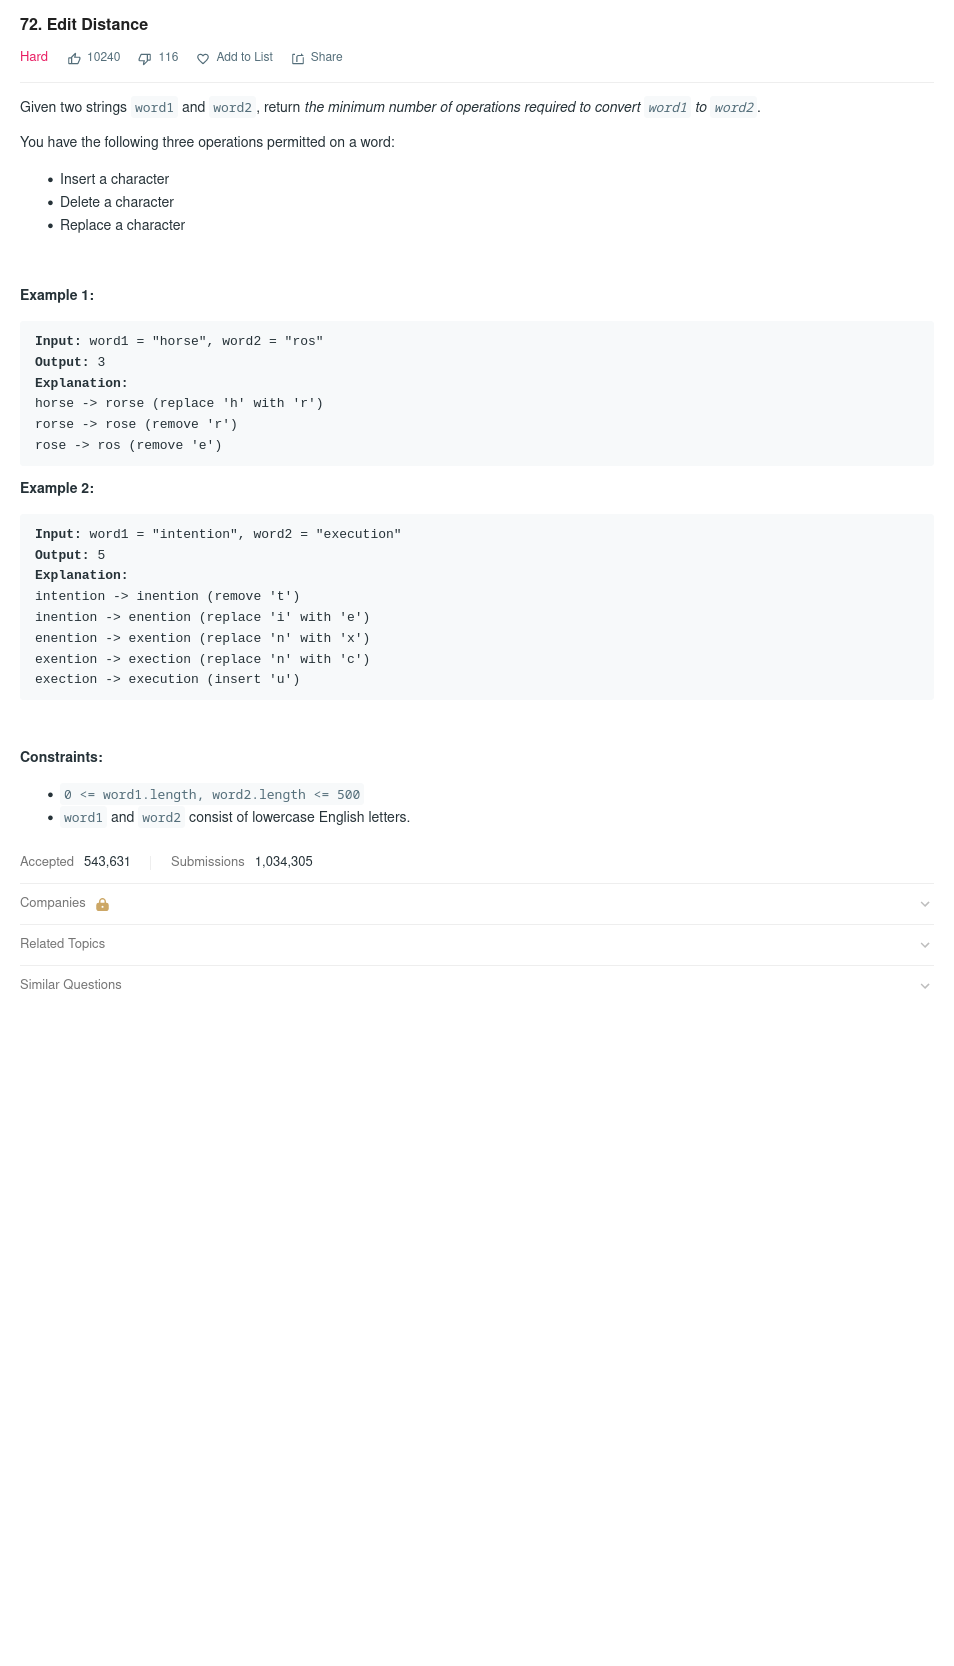 72. Edit Distance
Hard 10240 116 Add to List Share
Given two strings word1 and word2, return the minimum number of operations required to convert word1 to word2.
You have the following three operations permitted on a word:
• Insert a character
• Delete a character
• Replace a character
Example 1:
Input: word1 = "horse", word2 = "ros"
Output: 3
Explanation:
horse -> rorse (replace 'h' with 'r')
rorse -> rose (remove 'r')
rose -> ros (remove 'e')
Example 2:
Input: word1 = "intention", word2 = "execution"
Output: 5
Explanation:
intention -> inention (remove 't')
inention -> enention (replace 'i' with 'e')
enention -> exention (replace 'n' with 'x')
exention -> exection (replace 'n' with 'c')
exection -> execution (insert 'u')
Constraints:
• 0 <= word1.length, word2.length <= 500
• word1 and word2 consist of lowercase English letters.
Accepted 543,631 Submissions 1,034,305
Companies
Related Topics
Similar Questions